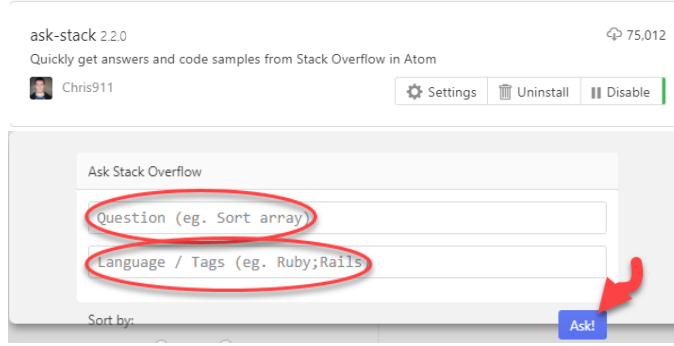 ask-stack 2.2.0
75,012
Quickly get answers and code samples from Stack Overflow in Atom
Chris911
Settings
Uninstall
Disable
Ask Stack Overflow
Question (eg. Sort array)
Language / Tags (eg. Ruby;Rails
Sort by:
Ask!